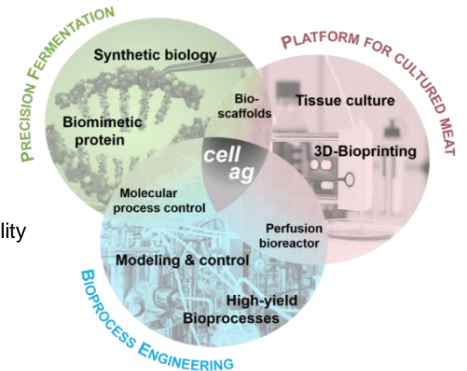 PRECISION FERMENTATION
PLATFORM FOR CULTURED MEAT
Synthetic biology
Bio-
scaffolds
Tissue culture
Biomimetic
protein
3D-Bioprinting
cell
ag
Molecular
process control
Perfusion
bioreactor
lity
Modeling & control
High-yield
Bioprocesses
BIOPROCESS ENGINEERING